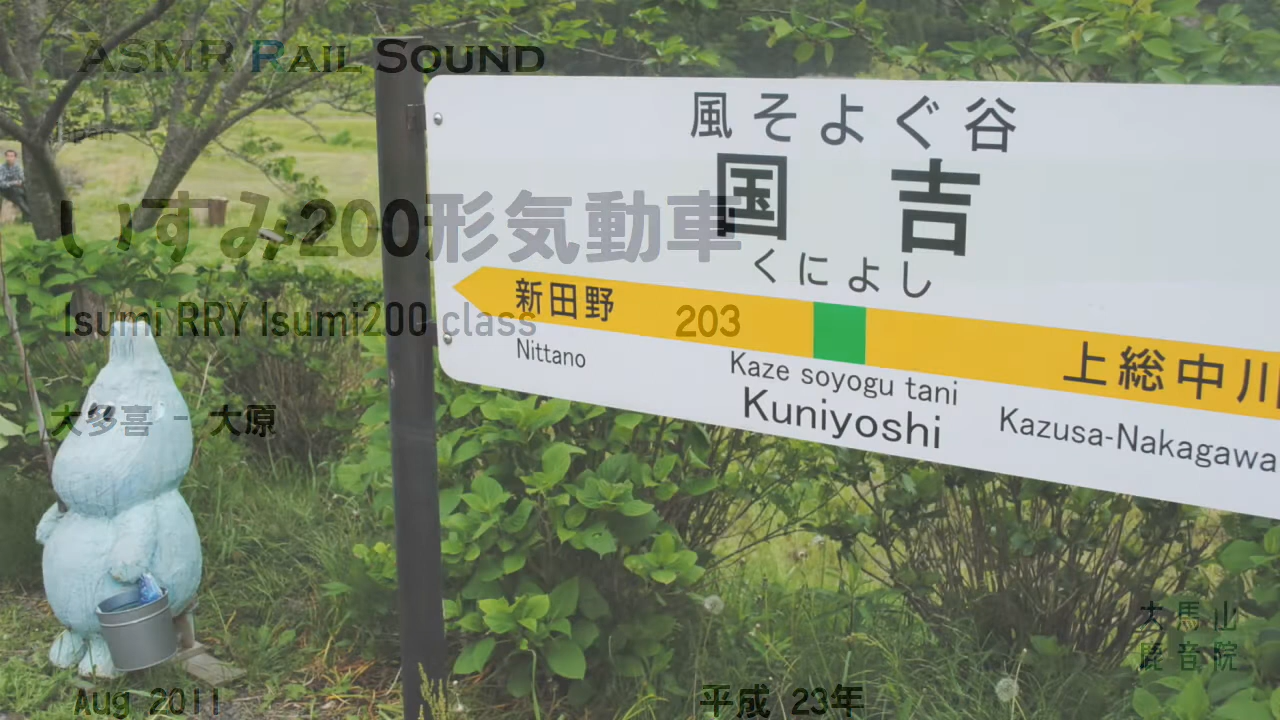 ASMR RAIL SOUND
Japan
いすみ200形気動車
Isumi RRY Isumi200 class 203
大多喜 - 大原
Aug 2011 平成 23年
風そよぐ谷
国吉
くによし
新田野
上総中川
Nittano
Kaze soyogu tani
Kuniyoshi
Kazusa-Nakagawa
大馬山
鹿音院